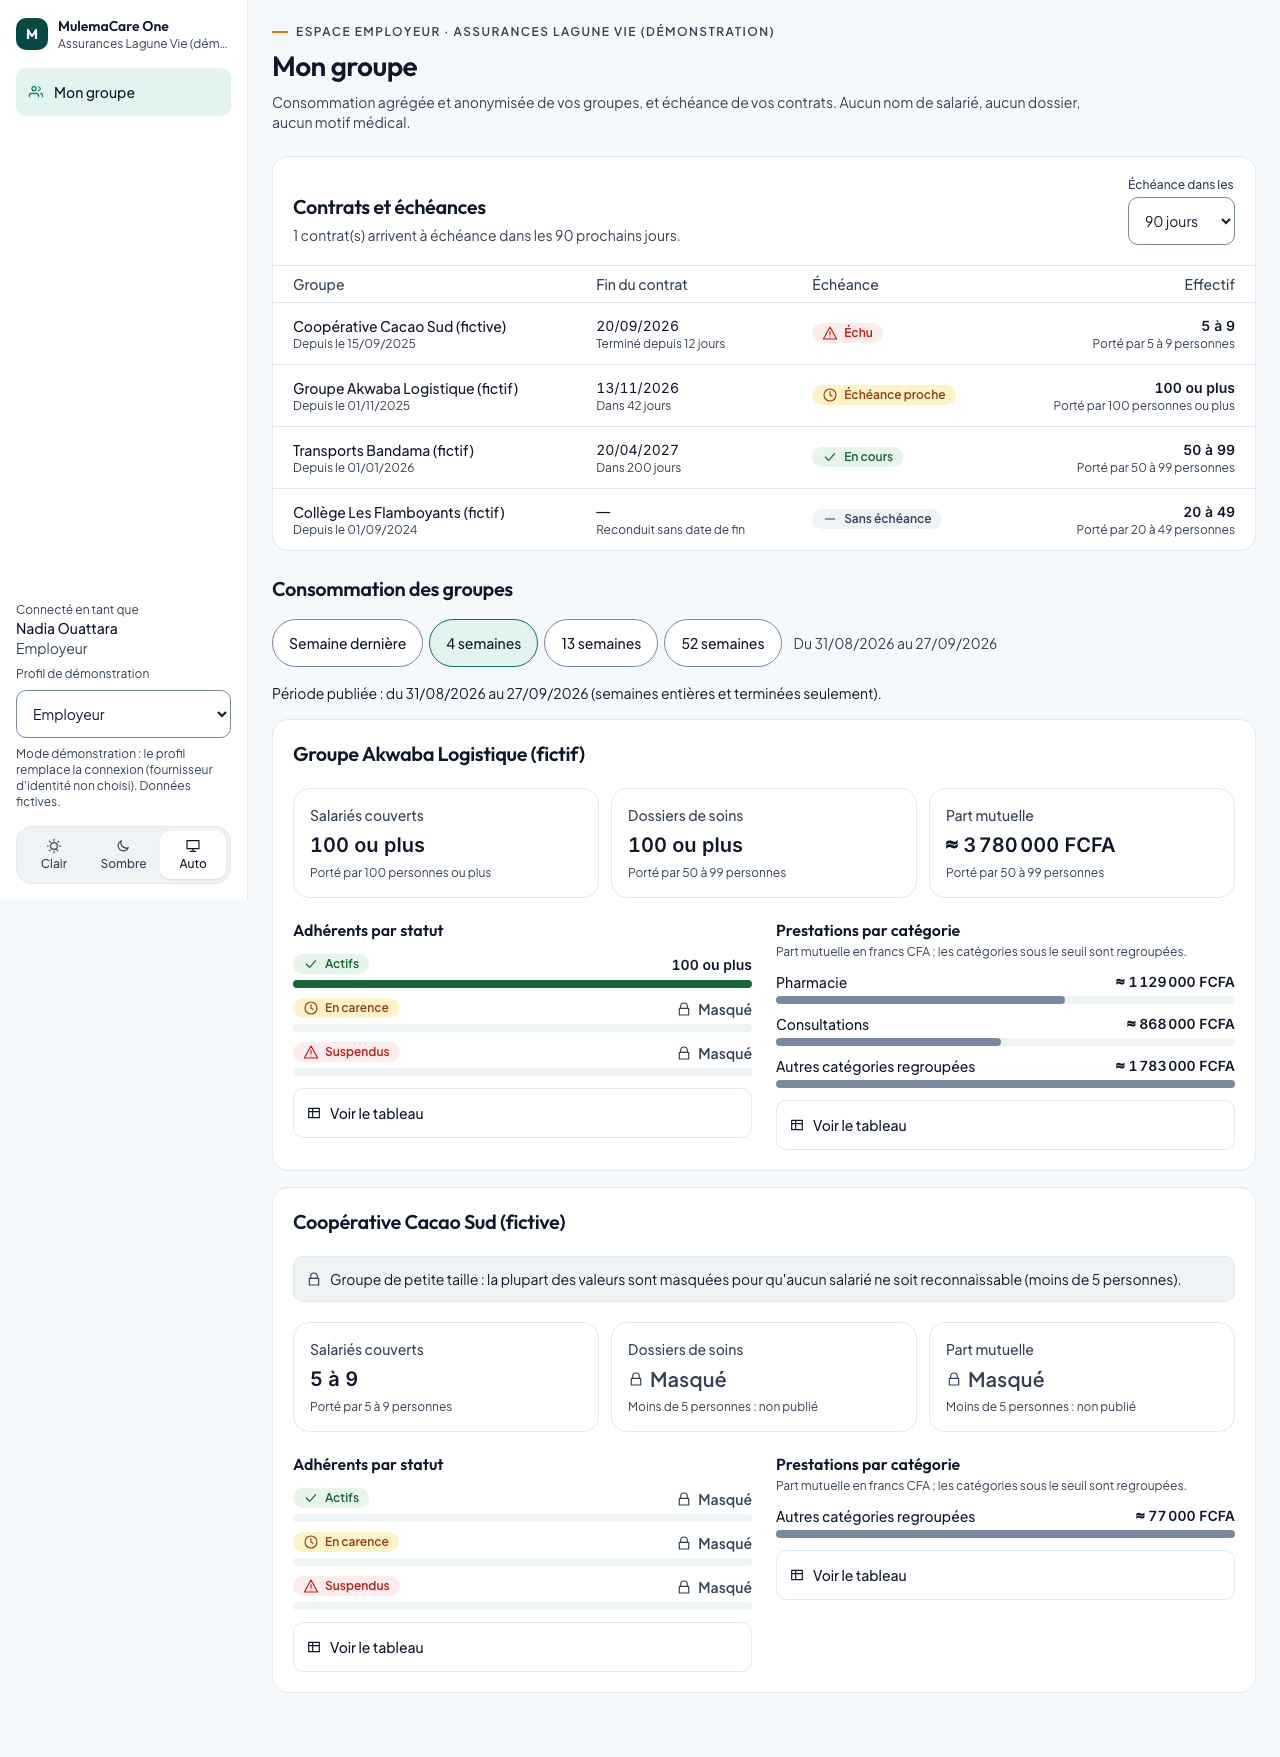 M
MulemaCare One
Assurances Lagune Vie (dém…
Mon groupe
Connecté en tant que
Nadia Ouattara
Employeur
Profil de démonstration
Employeur
Mode démonstration : le profil
remplace la connexion (fournisseur
d'identité non choisi). Données
fictives.
Clair
Sombre
Auto
ESPACE EMPLOYEUR · ASSURANCES LAGUNE VIE (DÉMONSTRATION)
Mon groupe
Consommation agrégée et anonymisée de vos groupes, et échéance de vos contrats. Aucun nom de salarié, aucun dossier,
aucun motif médical.
Échéance dans les
Contrats et échéances
90 jours
1 contrat(s) arrivent à échéance dans les 90 prochains jours.
Groupe Fin du contrat Échéance Effectif
Coopérative Cacao Sud (fictive) 20/09/2026 Échu 5 à 9
Depuis le 15/09/2025 Terminé depuis 12 jours Porté par 5 à 9 personnes
Groupe Akwaba Logistique (fictif) 13/11/2026 Échéance proche 100 ou plus
Depuis le 01/11/2025 Dans 42 jours Porté par 100 personnes ou plus
Transports Bandama (fictif) 20/04/2027 En cours 50 à 99
Depuis le 01/01/2026 Dans 200 jours Porté par 50 à 99 personnes
Collège Les Flamboyants (fictif) — Sans échéance 20 à 49
Depuis le 01/09/2024 Reconduit sans date de fin Porté par 20 à 49 personnes
Consommation des groupes
Semaine dernière 4 semaines 13 semaines 52 semaines Du 31/08/2026 au 27/09/2026
Période publiée : du 31/08/2026 au 27/09/2026 (semaines entières et terminées seulement).
Groupe Akwaba Logistique (fictif)
Salariés couverts Dossiers de soins Part mutuelle
100 ou plus 100 ou plus ≈ 3 780 000 FCFA
Porté par 100 personnes ou plus Porté par 50 à 99 personnes Porté par 50 à 99 personnes
Adhérents par statut
Actifs 100 ou plus
En carence Masqué
Suspendus Masqué
Voir le tableau
Prestations par catégorie
Part mutuelle en francs CFA ; les catégories sous le seuil sont regroupées.
Pharmacie ≈ 1 129 000 FCFA
Consultations ≈ 868 000 FCFA
Autres catégories regroupées ≈ 1 783 000 FCFA
Voir le tableau
Coopérative Cacao Sud (fictive)
Groupe de petite taille : la plupart des valeurs sont masquées pour qu'aucun salarié ne soit reconnaissable (moins de 5 personnes).
Salariés couverts Dossiers de soins Part mutuelle
5 à 9 Masqué Masqué
Porté par 5 à 9 personnes Moins de 5 personnes : non publié Moins de 5 personnes : non publié
Adhérents par statut
Actifs Masqué
En carence Masqué
Suspendus Masqué
Voir le tableau
Prestations par catégorie
Part mutuelle en francs CFA ; les catégories sous le seuil sont regroupées.
Autres catégories regroupées ≈ 77 000 FCFA
Voir le tableau